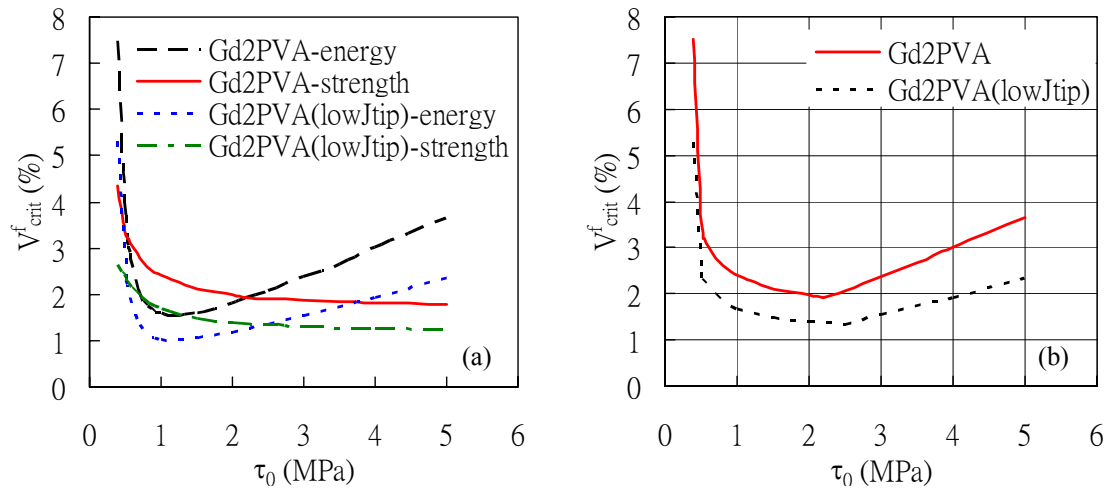 8
7
6
5
4
3
2
1
0
V^f_crit (%)
Gd2PVA-energy
Gd2PVA-strength
Gd2PVA(lowJtip)-energy
Gd2PVA(lowJtip)-strength
(a)
0 1 2 3 4 5 6
τ0 (MPa)
8
7
6
5
4
3
2
1
0
V^f_crit (%)
Gd2PVA
Gd2PVA(lowJtip)
(b)
0 1 2 3 4 5 6
τ0 (MPa)